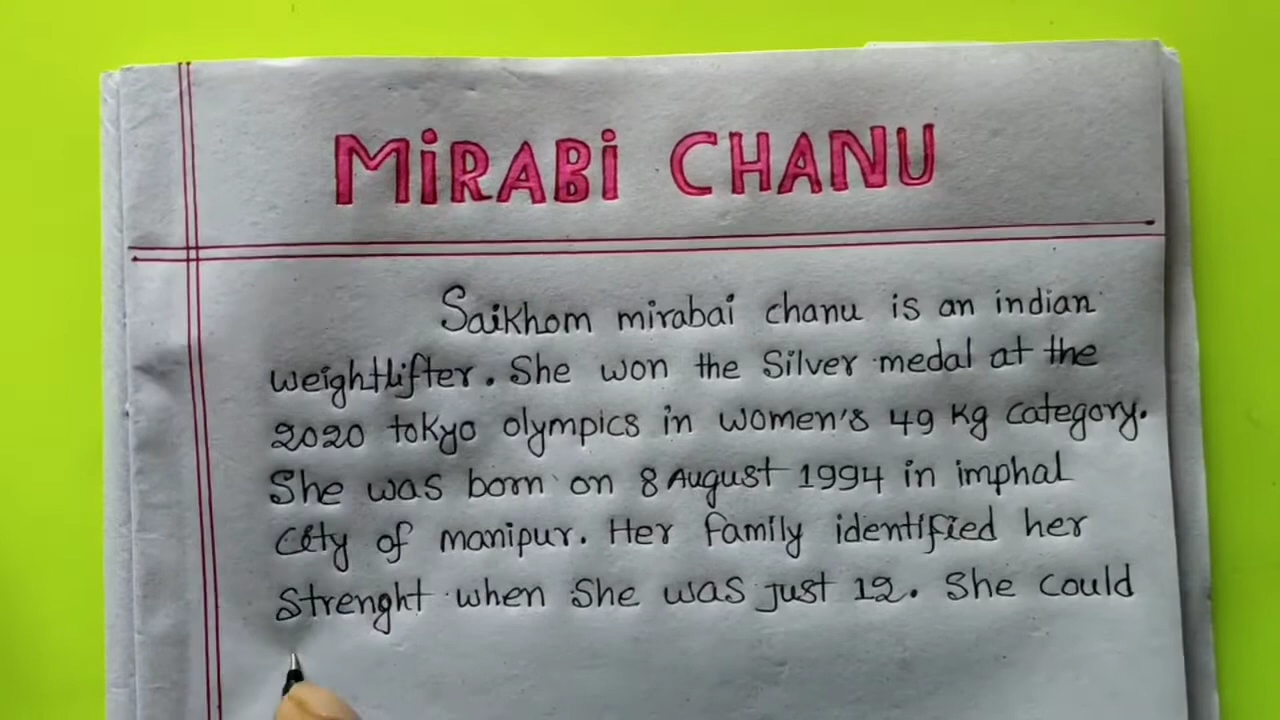 MiRABi CHANU
Saikhom mirabai chanu is an indian
weightlifter. She won the Silver medal at the
2020 tokyo olympics in women's 49 kg category.
She was born on 8 August 1994 in imphal
city of manipur. Her family identified her
Strenght when She was just 12. She could